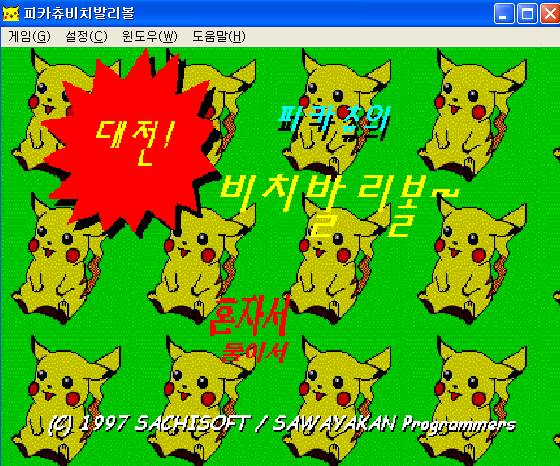 피카츄비치발리볼
게임(G) 설정(C) 윈도우(W) 도움말(H)
대전!
피카츄의
비치발리볼~
혼자서
둘이서
(C) 1997 SACHISOFT / SAWAYAKAN Programmers